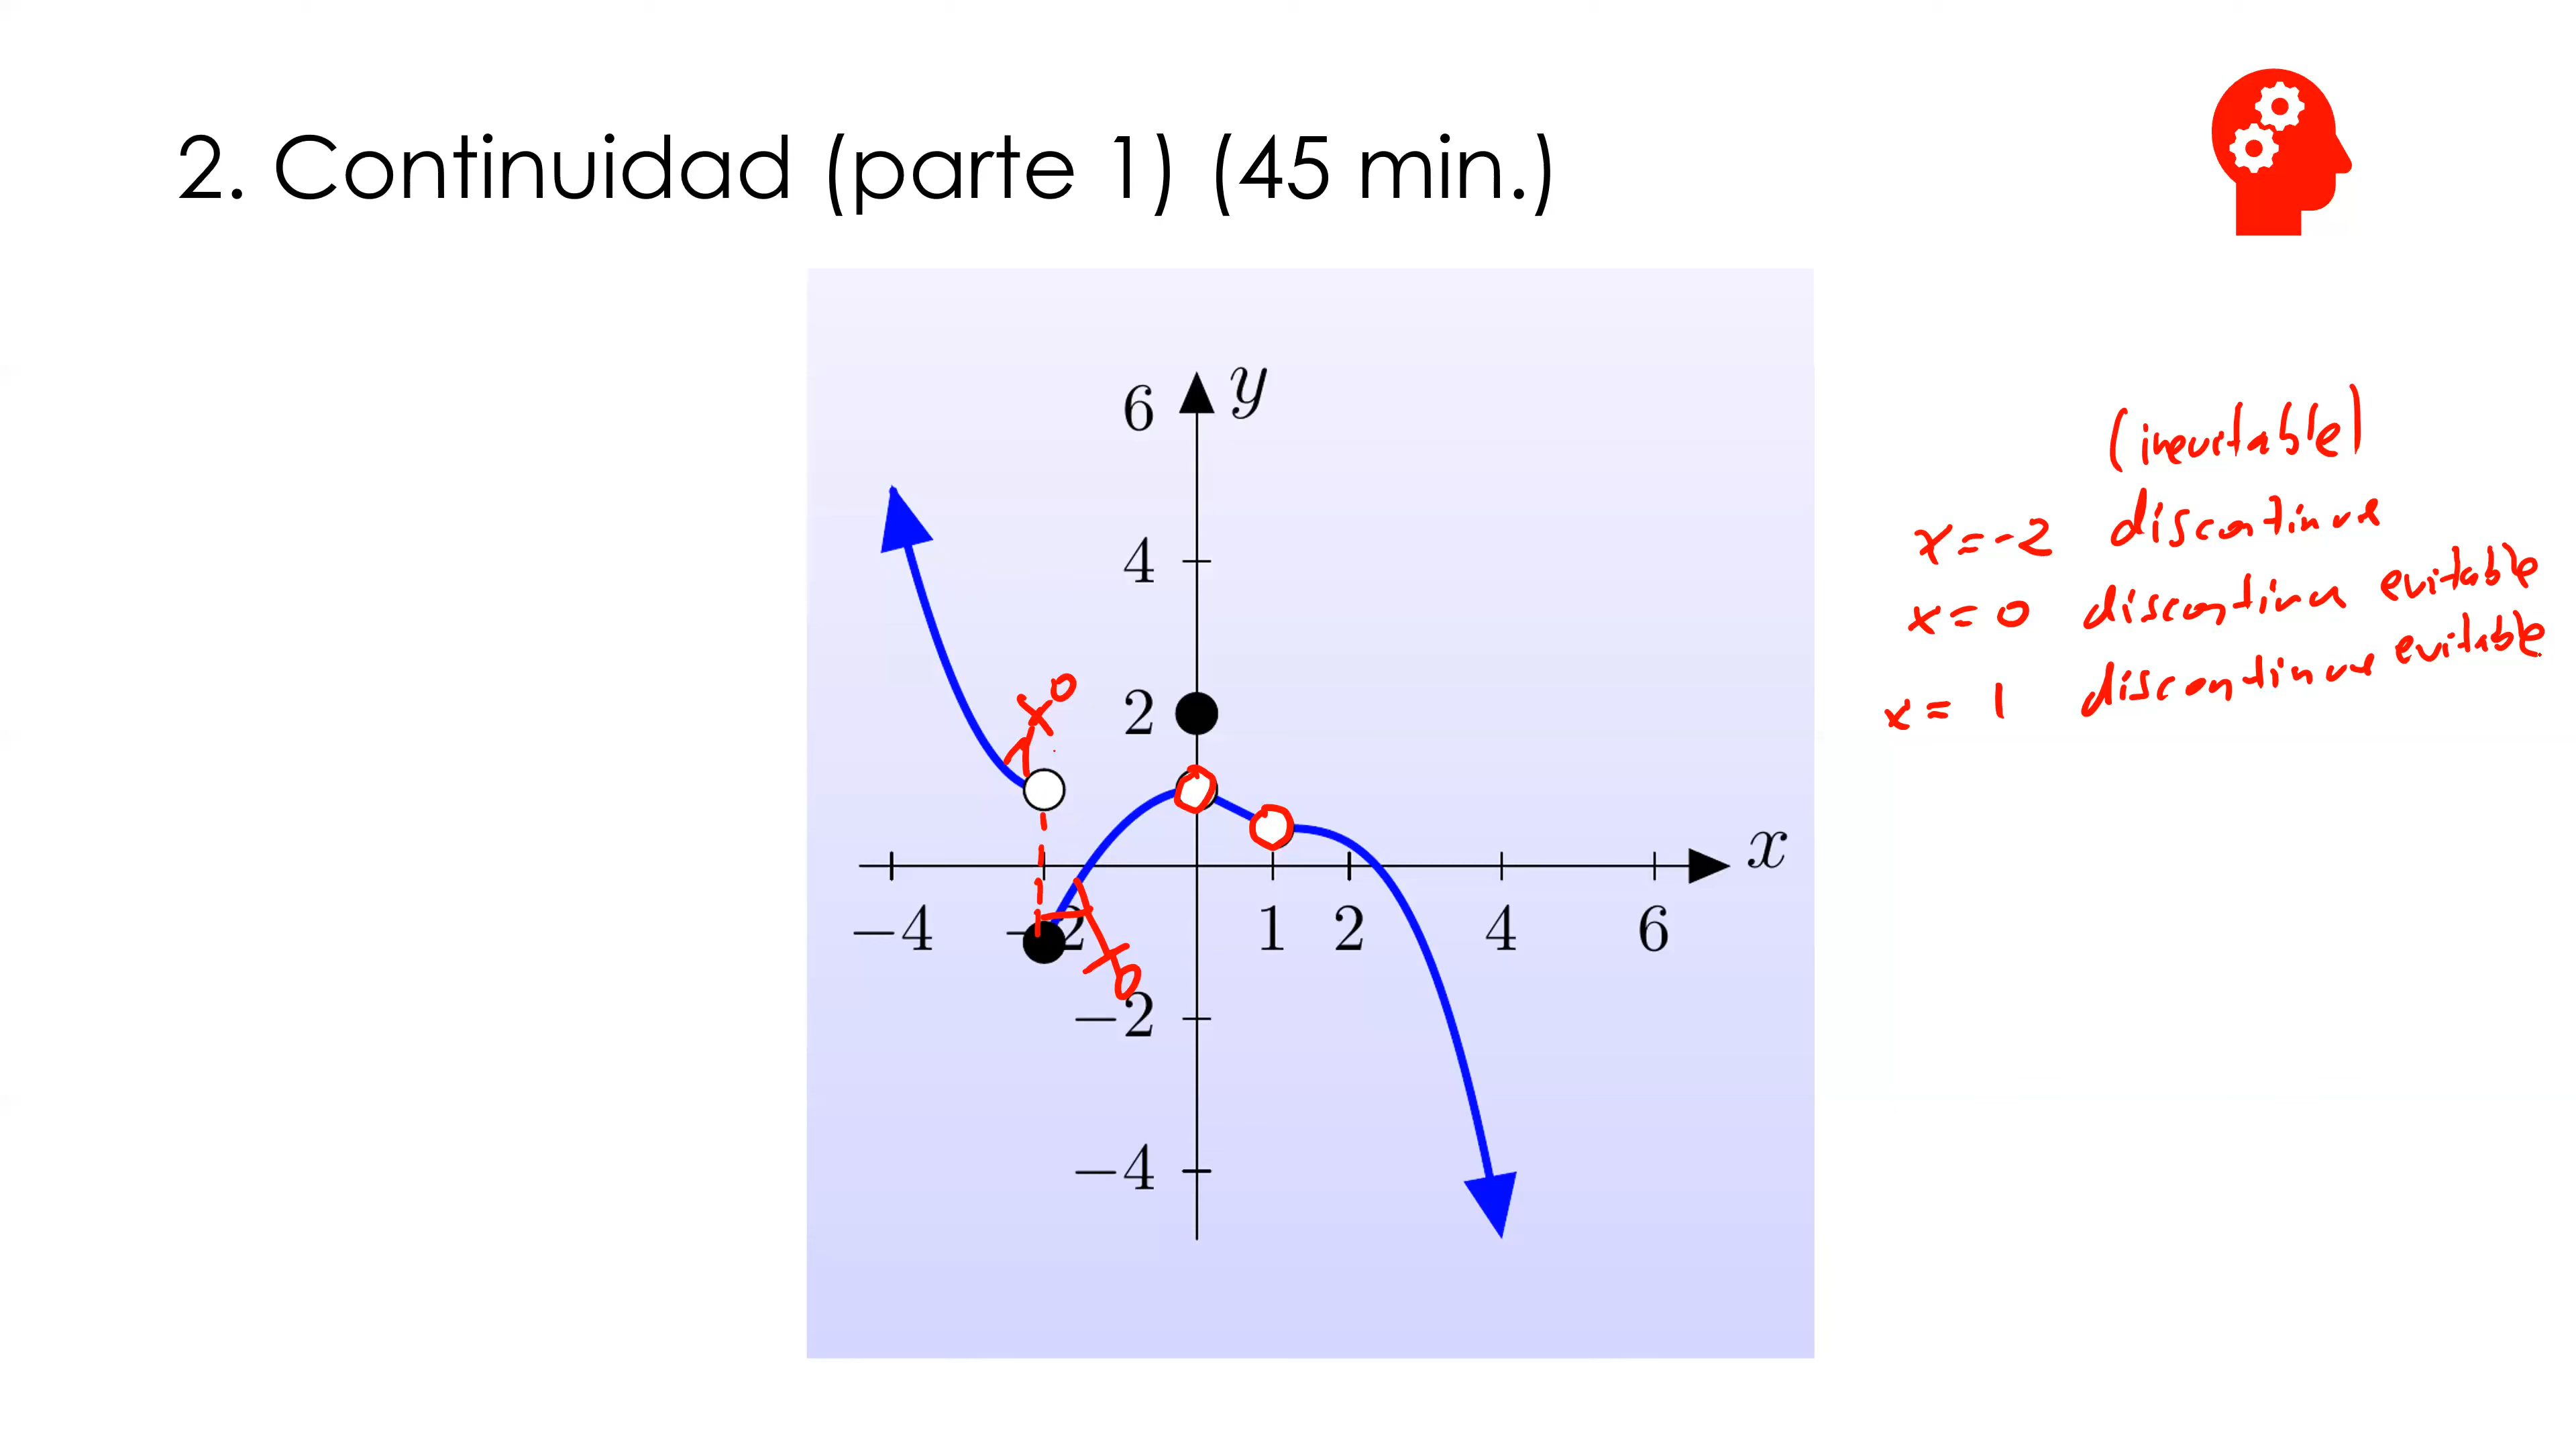 2. Continuidad (parte 1) (45 min.)
y
6
4
2
x
−4
−2
1
2
4
6
−2
−4
(inevitable)
x=-2 discontinua
x=0 discontinua evitable
x=1 discontinua evitable